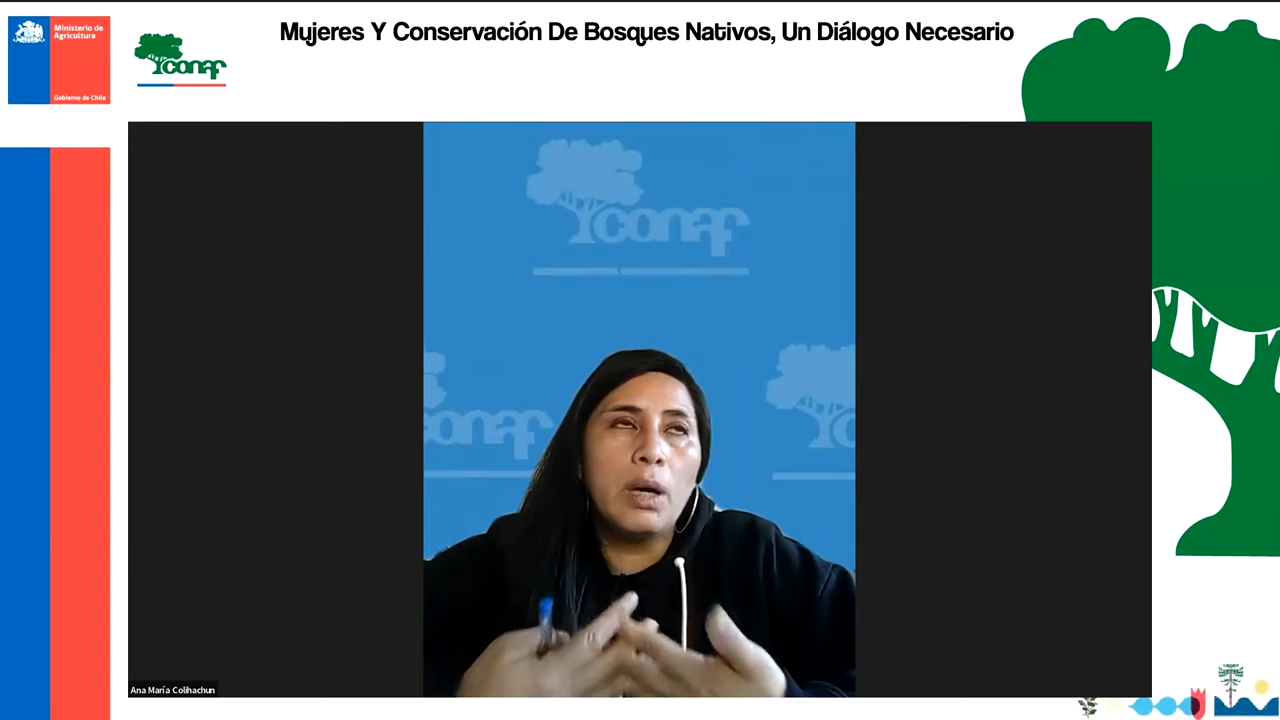 Mujeres Y Conservación De Bosques Nativos, Un Diálogo Necesario
Ministerio de
Agricultura
Gobierno de Chile
conaf
conaf
conaf
Ana María Colihachun